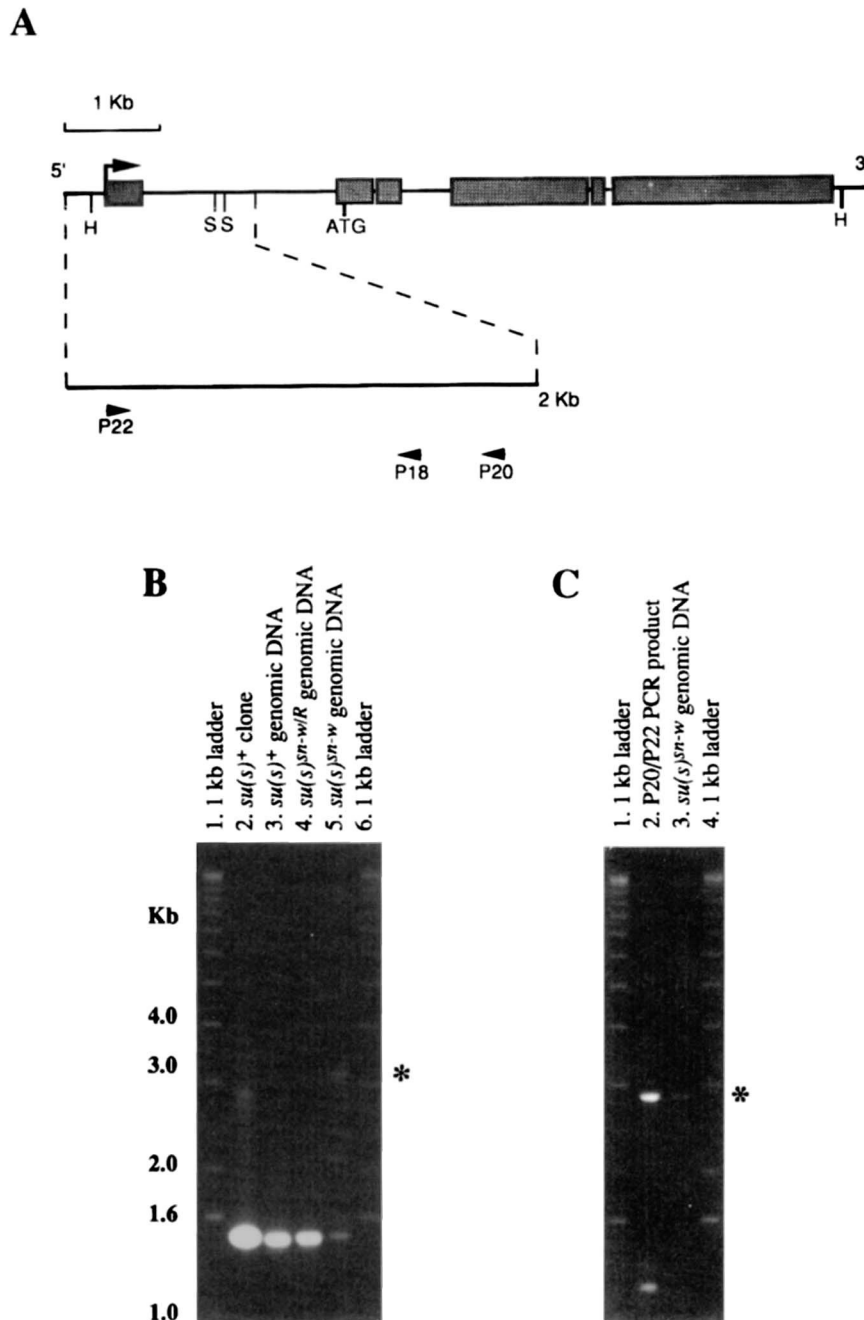 A
1 Kb
5'
3'
H
S S
ATG
H
2 Kb
P22
P18
P20
B
1. 1 kb ladder
2. su(s)+ clone
3. su(s)+ genomic DNA
4. su(s)sn-w/R genomic DNA
5. su(s)sn-w genomic DNA
6. 1 kb ladder
Kb
4.0
3.0
2.0
1.6
1.0
*
C
1. 1 kb ladder
2. P20/P22 PCR product
3. su(s)sn-w genomic DNA
4. 1 kb ladder
*